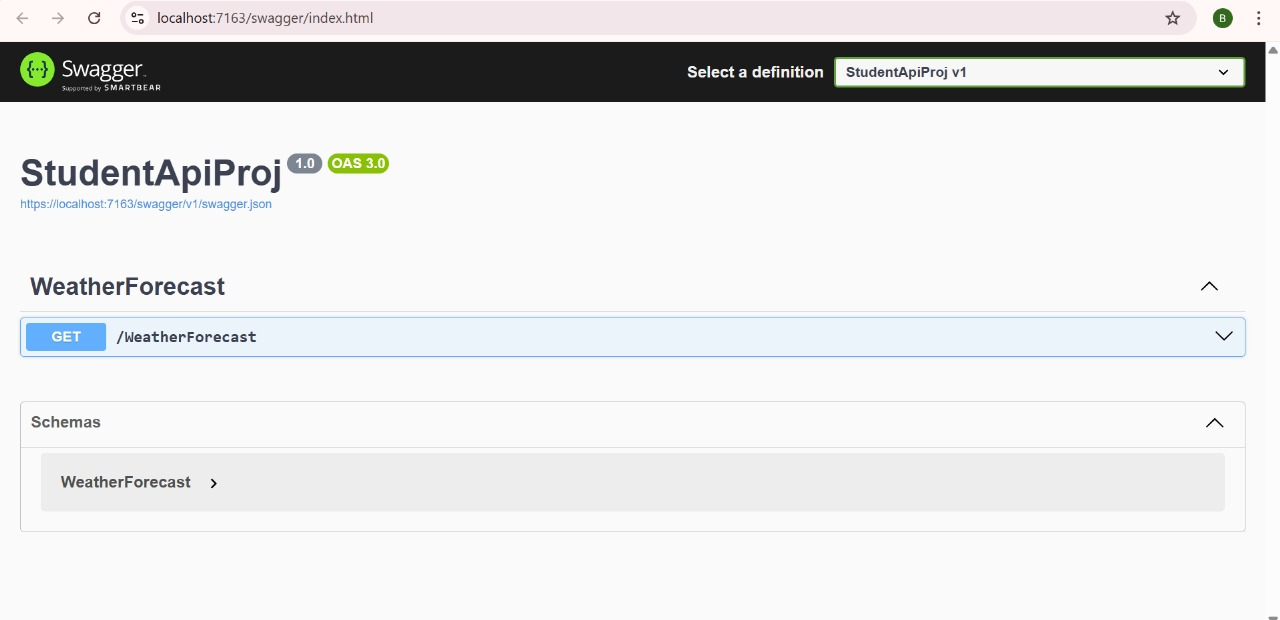 localhost:7163/swagger/index.html
B
{···} Swagger
Supported by SMARTBEAR
Select a definition
StudentApiProj v1
StudentApiProj 1.0 OAS 3.0
https://localhost:7163/swagger/v1/swagger.json
WeatherForecast
GET /WeatherForecast
Schemas
WeatherForecast